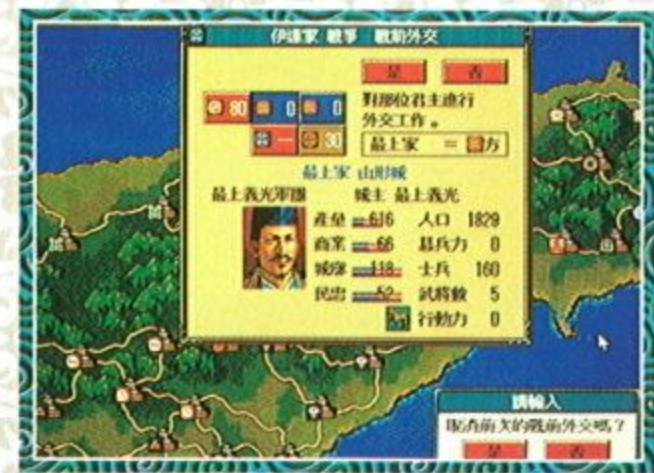 伊達家 戰爭 戰前外交
是 否
80 0 0
一 30
對那位君主進行
外交工作。
最上家 = 方
最上家 山形城
最上義光軍團 城主 最上義光
產量 616 人口 1829
商業 66 騎兵力 0
城塞 118 士兵 160
民忠 52 武將數 5
行動力 0
請輸入
取消前次的戰前外交嗎?
是 否